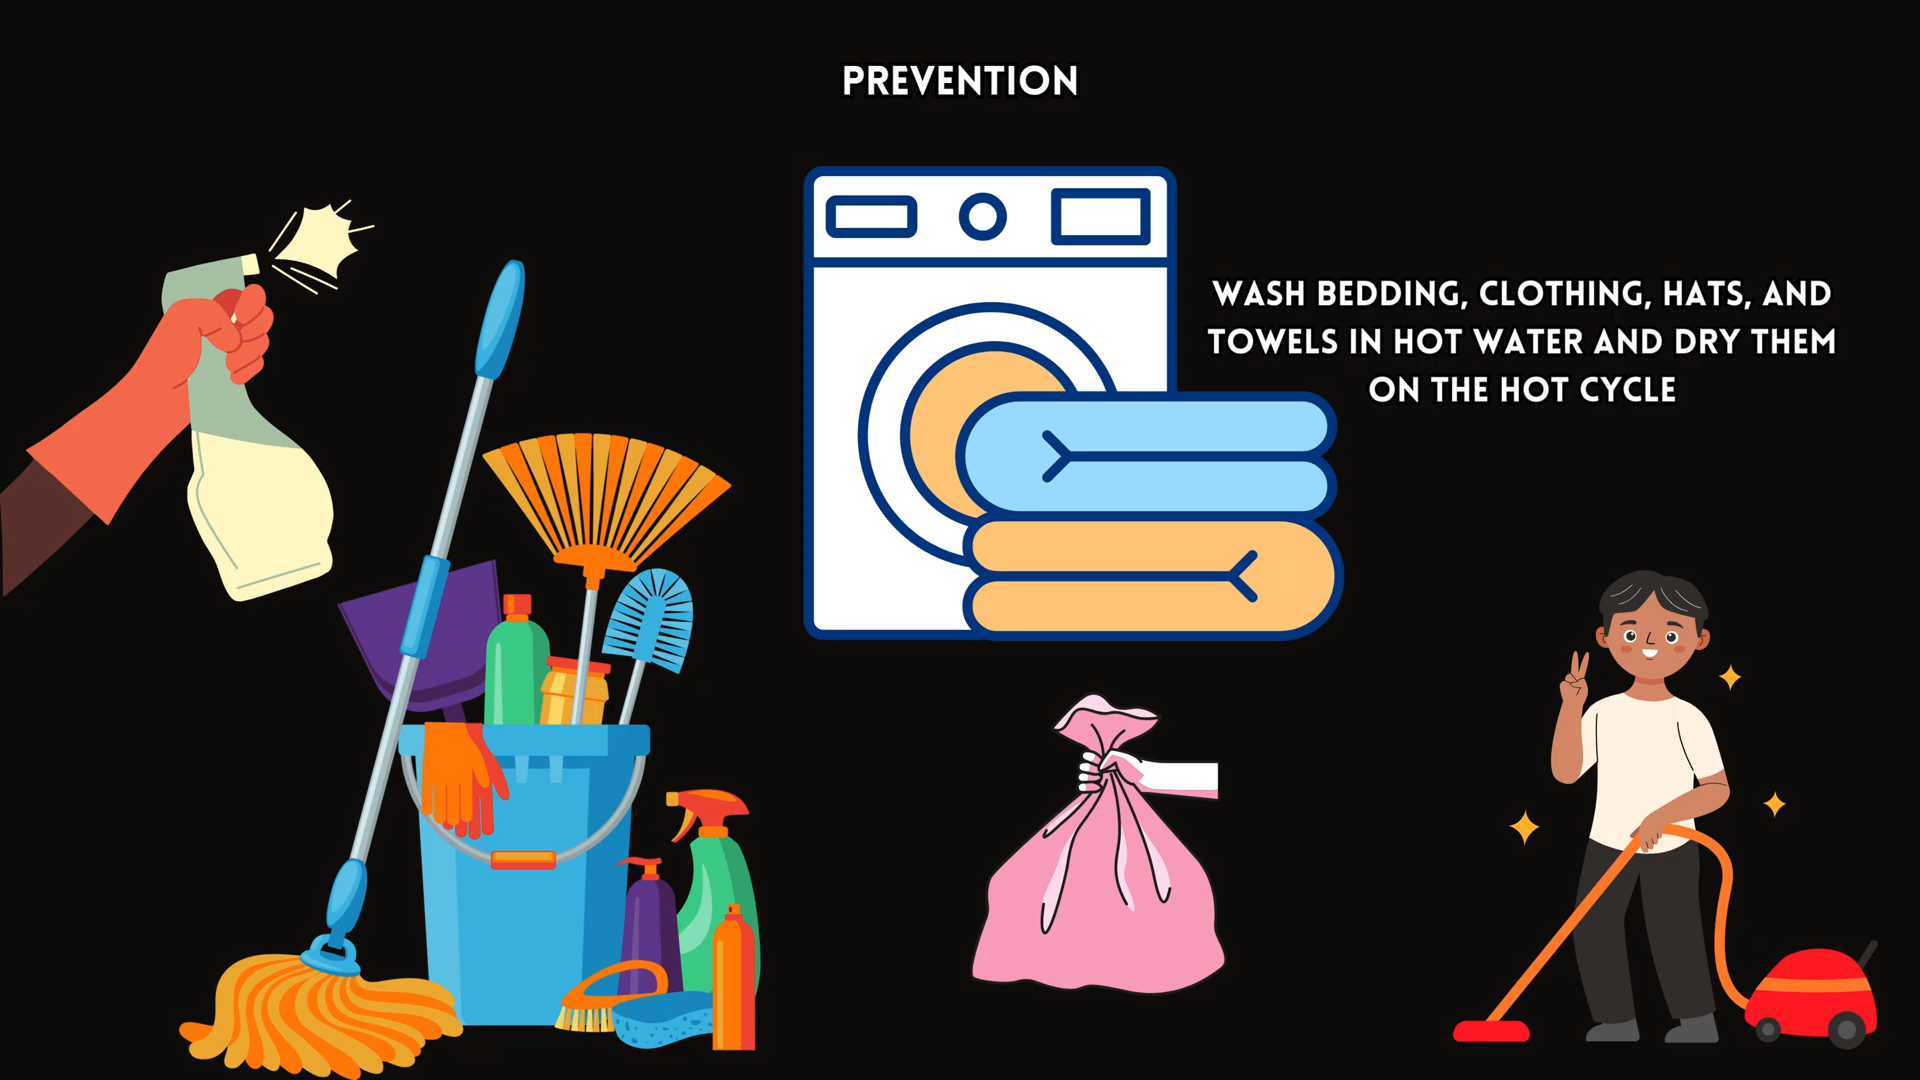 PREVENTION
WASH BEDDING, CLOTHING, HATS, AND
TOWELS IN HOT WATER AND DRY THEM
ON THE HOT CYCLE